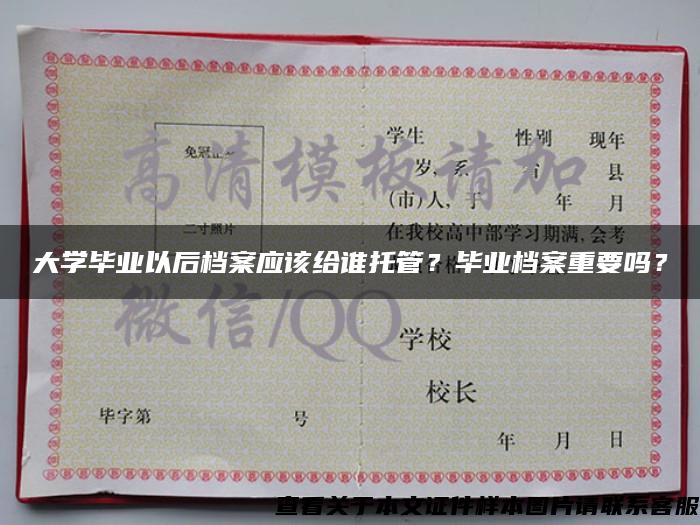 学生 性别 现年
岁, 系 省 县
(市)人, 于 年 月
在我校高中部学习期满, 会考
免冠正
二寸照片
高清模板请加
大学毕业以后档案应该给谁托管？毕业档案重要吗？
微信/QQ
学校
校长
毕字第 号
年 月 日
查看关于本文证件样本图片请联系客服